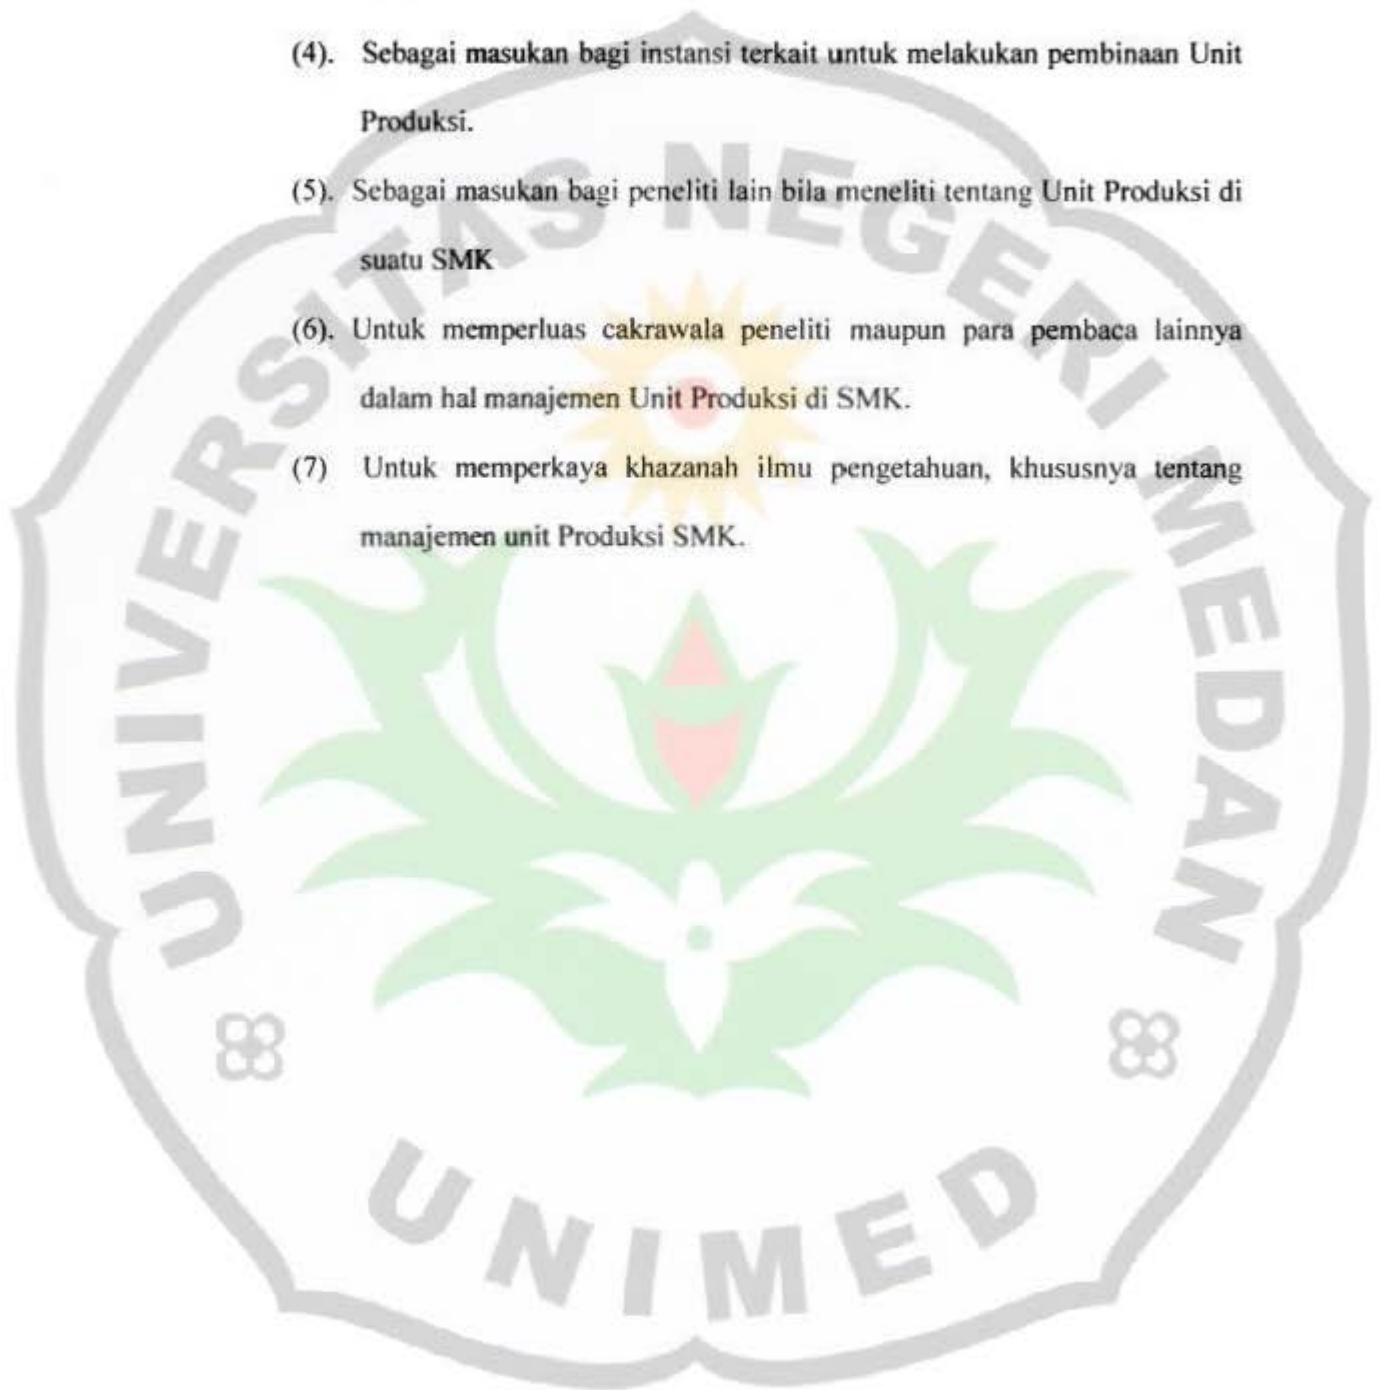 (4). Sebagai masukan bagi instansi terkait untuk melakukan pembinaan Unit
Produksi.
(5). Sebagai masukan bagi peneliti lain bila meneliti tentang Unit Produksi di
suatu SMK
(6). Untuk memperluas cakrawala peneliti maupun para pembaca lainnya
dalam hal manajemen Unit Produksi di SMK.
(7) Untuk memperkaya khazanah ilmu pengetahuan, khususnya tentang
manajemen unit Produksi SMK.
UNIVERSITAS NEGERI MEDAN
UNIMED